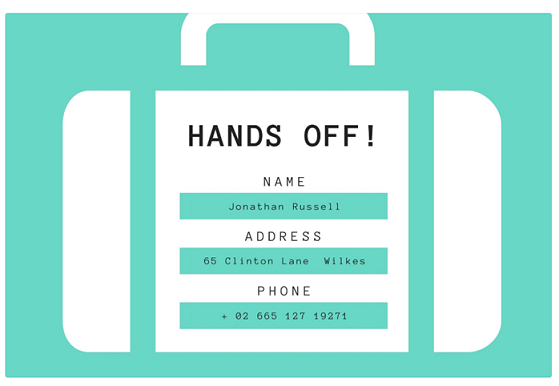 HANDS OFF!
NAME
Jonathan Russell
ADDRESS
65 Clinton Lane  Wilkes
PHONE
+ 02 665 127 19271